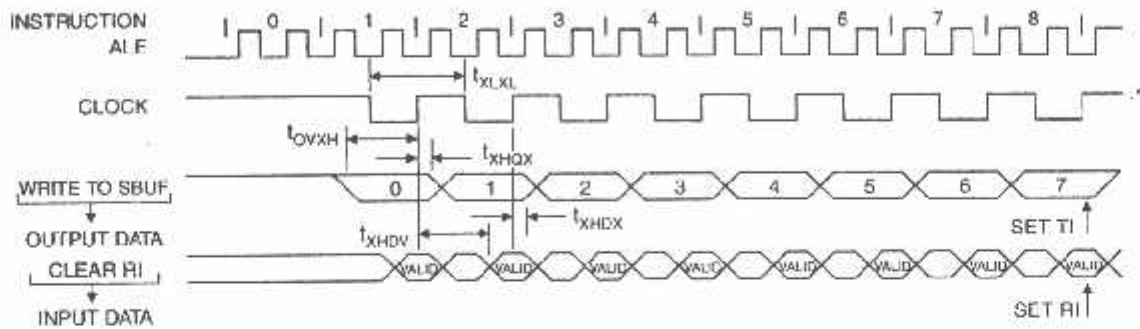 INSTRUCTION 0 1 2 3 4 5 6 7 8
ALE
tXLXL
CLOCK
tOVXH
tXHQX
WRITE TO SBUF 0 1 2 3 4 5 6 7
tXHDX
SET TI
OUTPUT DATA
tXHDV
CLEAR RI VALID VALID VALID VALID VALID VALID VALID VALID
SET RI
INPUT DATA